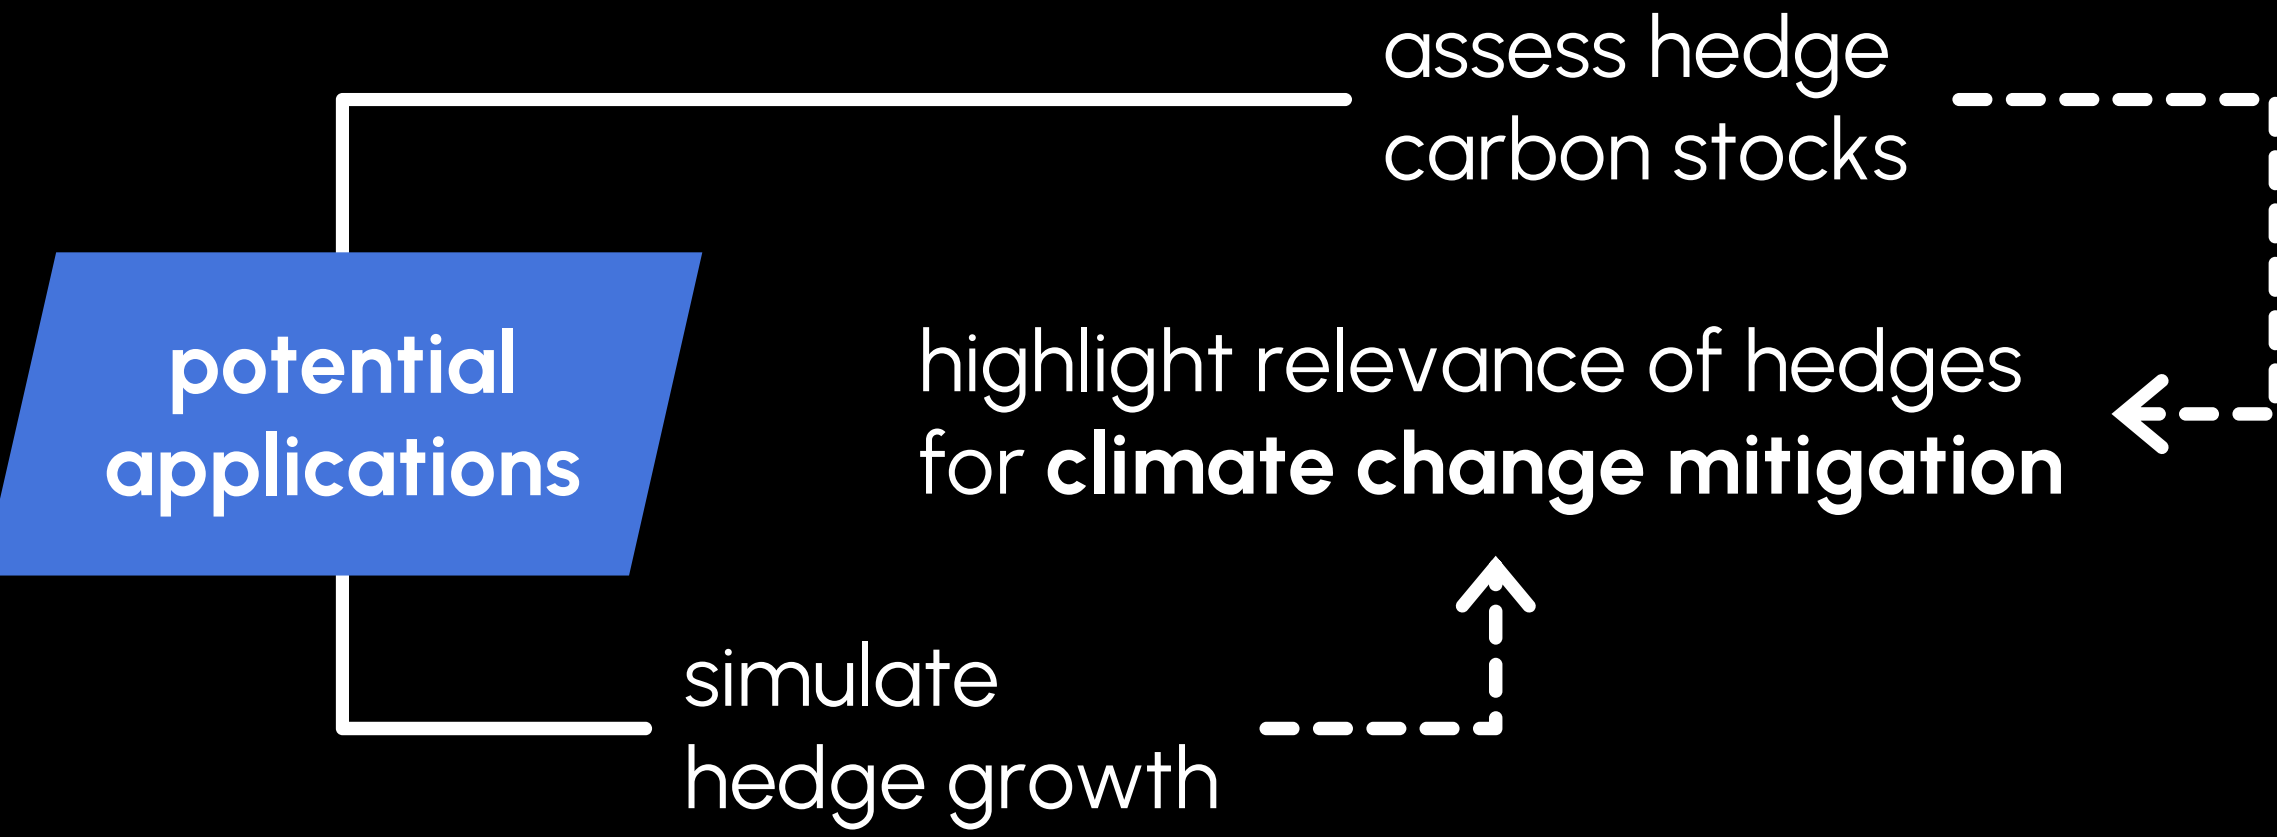 assess hedge
carbon stocks
potential
applications
highlight relevance of hedges
for climate change mitigation
simulate
hedge growth